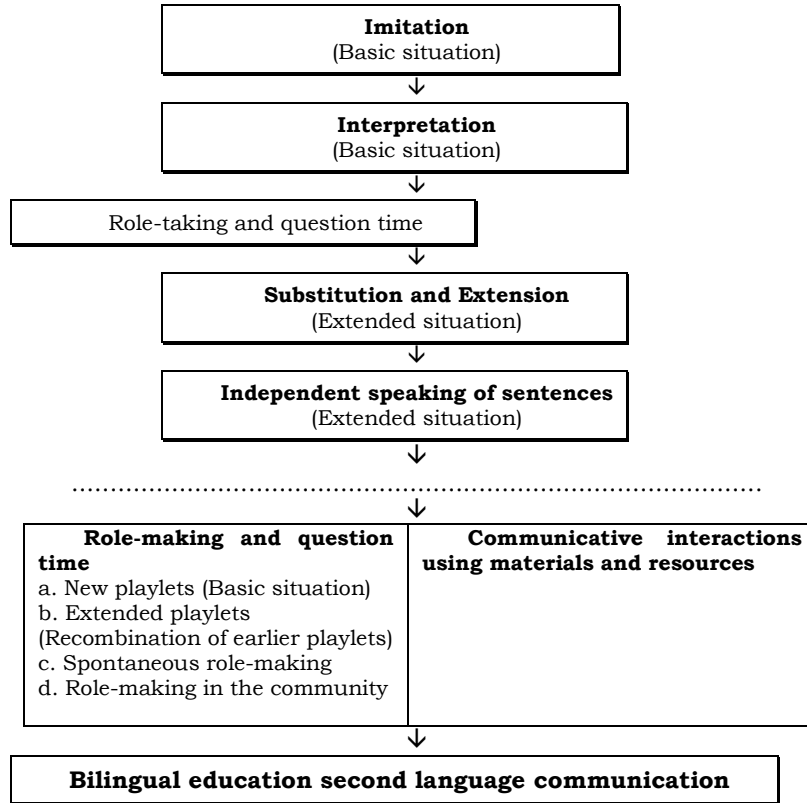 Imitation
(Basic situation)
↓
Interpretation
(Basic situation)
↓
Role-taking and question time
↓
Substitution and Extension
(Extended situation)
↓
Independent speaking of sentences
(Extended situation)
↓
..........................................................................................
↓
Role-making and question
time
a. New playlets (Basic situation)
b. Extended playlets
(Recombination of earlier playlets)
c. Spontaneous role-making
d. Role-making in the community
Communicative interactions
using materials and resources
↓
Bilingual education second language communication